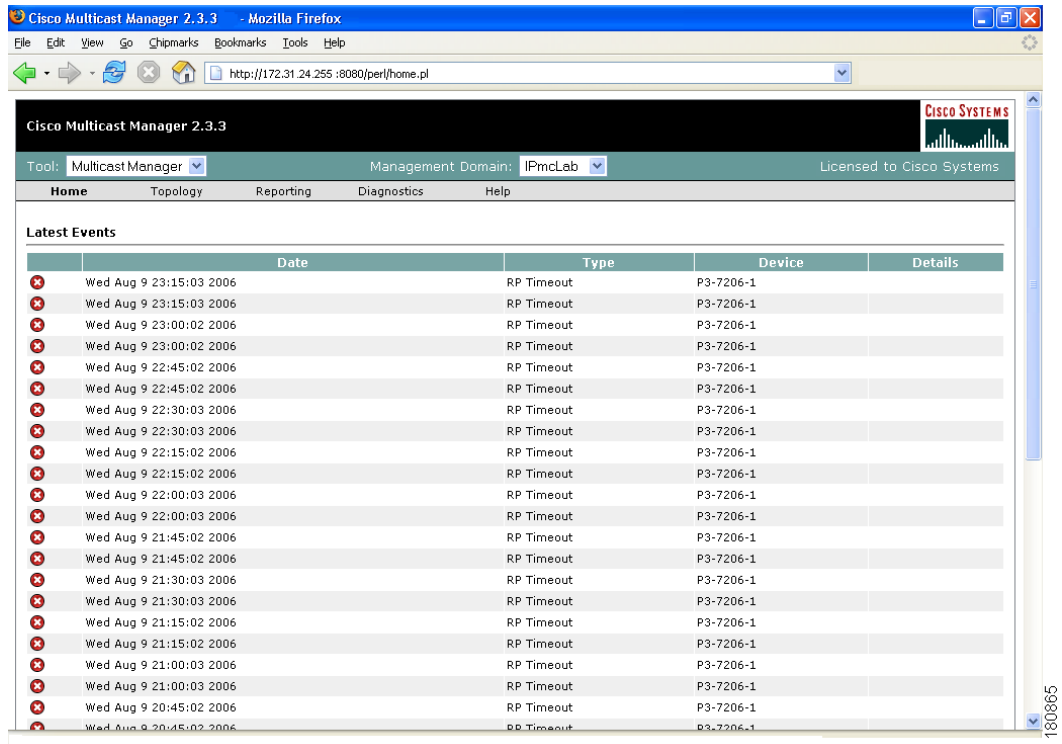 Cisco Multicast Manager 2.3.3 - Mozilla Firefox
File Edit View Go Chipmarks Bookmarks Tools Help
http://172.31.24.255 :8080/perl/home.pl
Cisco Multicast Manager 2.3.3
CISCO SYSTEMS
Tool: Multicast Manager Management Domain: IPmcLab Licensed to Cisco Systems
Home Topology Reporting Diagnostics Help
Latest Events
Date Type Device Details
Wed Aug 9 23:15:03 2006 RP Timeout P3-7206-1
Wed Aug 9 23:15:03 2006 RP Timeout P3-7206-1
Wed Aug 9 23:00:02 2006 RP Timeout P3-7206-1
Wed Aug 9 23:00:02 2006 RP Timeout P3-7206-1
Wed Aug 9 22:45:02 2006 RP Timeout P3-7206-1
Wed Aug 9 22:45:02 2006 RP Timeout P3-7206-1
Wed Aug 9 22:30:03 2006 RP Timeout P3-7206-1
Wed Aug 9 22:30:03 2006 RP Timeout P3-7206-1
Wed Aug 9 22:15:02 2006 RP Timeout P3-7206-1
Wed Aug 9 22:15:02 2006 RP Timeout P3-7206-1
Wed Aug 9 22:00:03 2006 RP Timeout P3-7206-1
Wed Aug 9 22:00:03 2006 RP Timeout P3-7206-1
Wed Aug 9 21:45:02 2006 RP Timeout P3-7206-1
Wed Aug 9 21:45:02 2006 RP Timeout P3-7206-1
Wed Aug 9 21:30:03 2006 RP Timeout P3-7206-1
Wed Aug 9 21:30:03 2006 RP Timeout P3-7206-1
Wed Aug 9 21:15:02 2006 RP Timeout P3-7206-1
Wed Aug 9 21:15:02 2006 RP Timeout P3-7206-1
Wed Aug 9 21:00:03 2006 RP Timeout P3-7206-1
Wed Aug 9 21:00:03 2006 RP Timeout P3-7206-1
Wed Aug 9 20:45:02 2006 RP Timeout P3-7206-1
Wed Aug 9 20:45:02 2006 RP Timeout P3-7206-1
180865